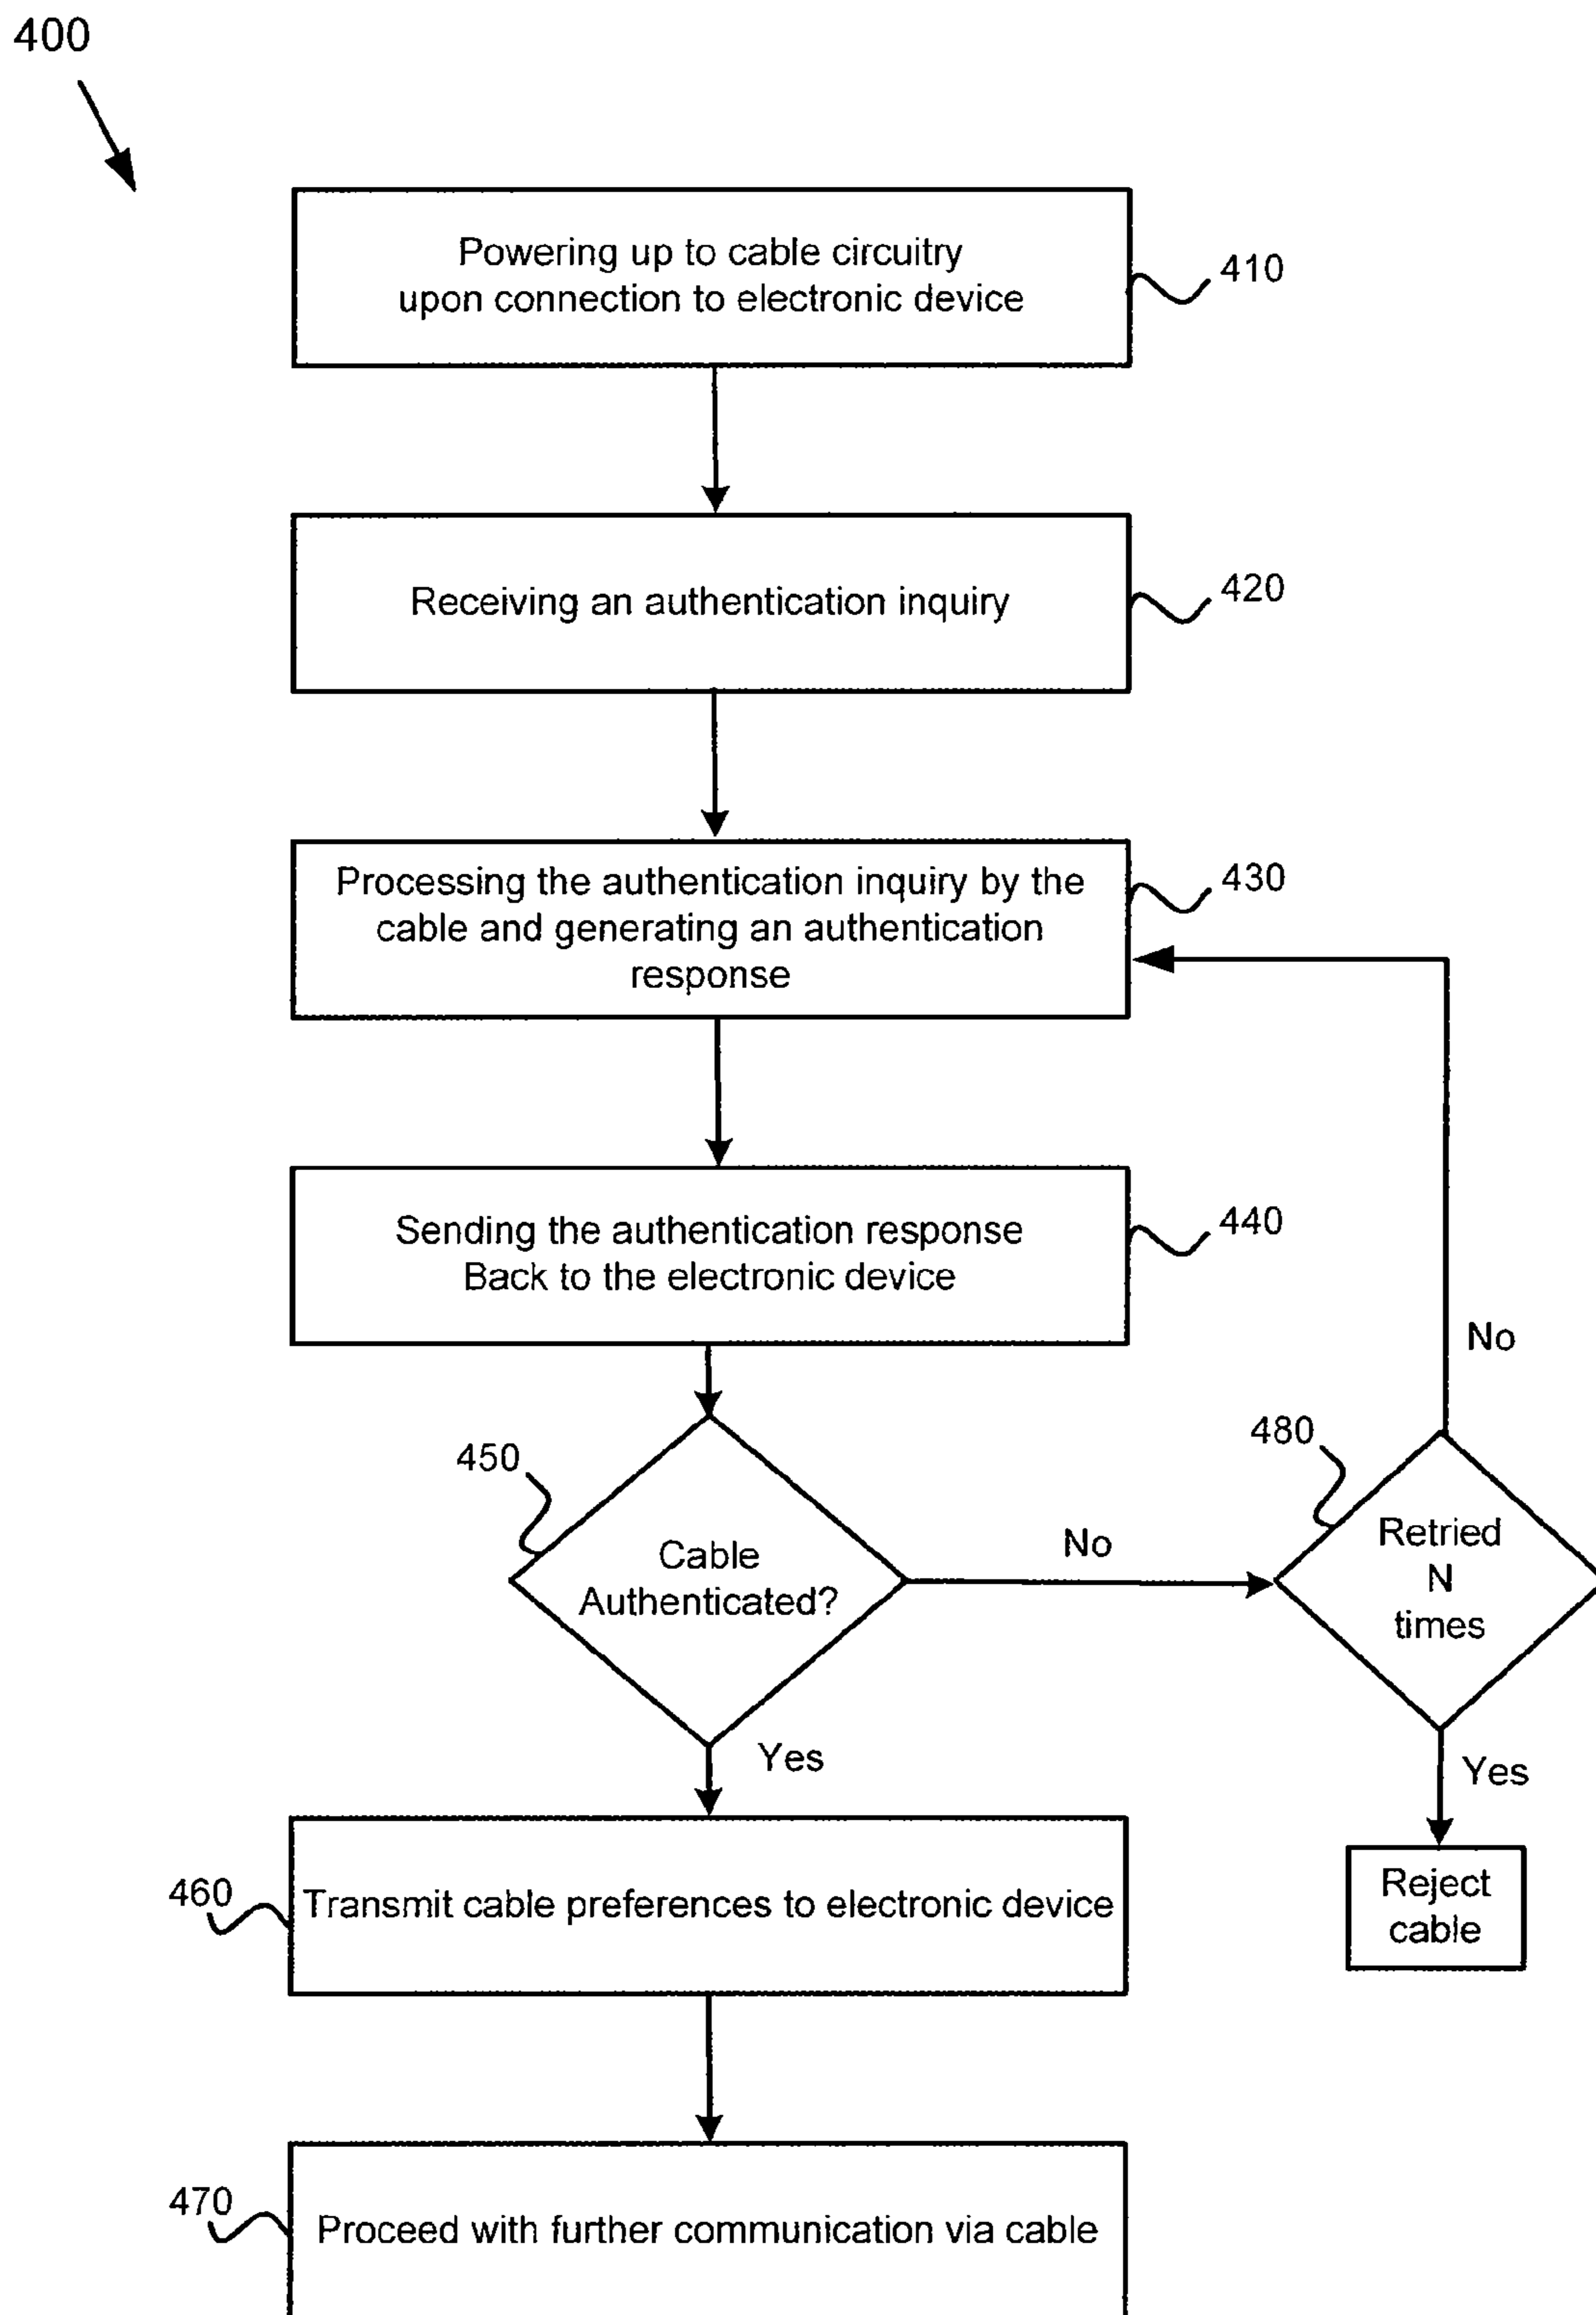 400
Powering up to cable circuitry
upon connection to electronic device
410
Receiving an authentication inquiry
420
Processing the authentication inquiry by the
cable and generating an authentication
response
430
Sending the authentication response
Back to the electronic device
440
No
450
Cable
Authenticated?
No
480
Retried
N
times
Yes
Yes
460
Transmit cable preferences to electronic device
Reject
cable
470
Proceed with further communication via cable